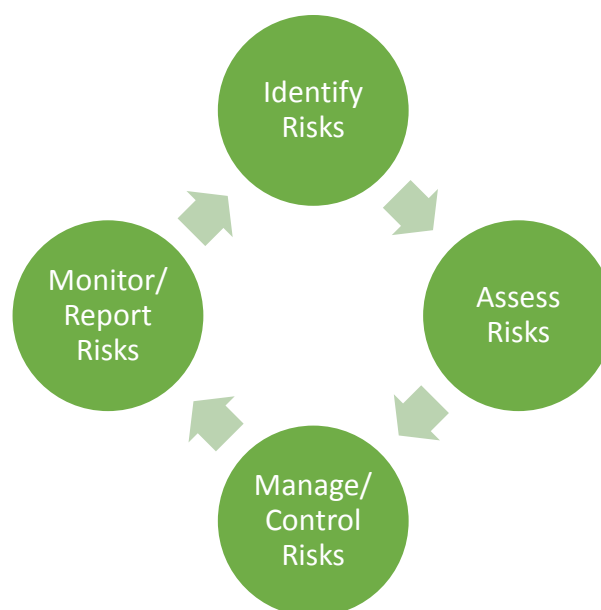 Identify
Risks
Assess
Risks
Manage/
Control
Risks
Monitor/
Report
Risks